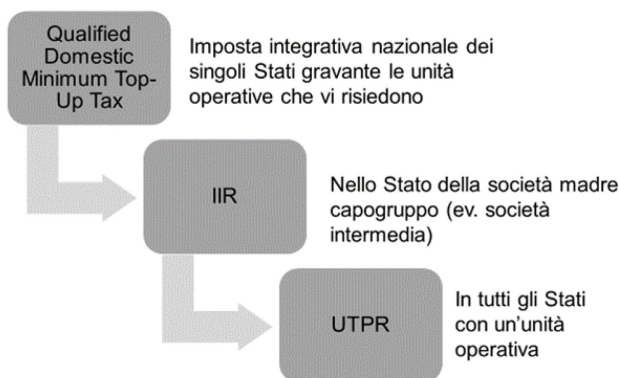 Qualified
Domestic
Minimum Top-
Up Tax
Imposta integrativa nazionale dei
singoli Stati gravante le unità
operative che vi risiedono
IIR
Nello Stato della società madre
capogruppo (ev. società
intermedia)
UTPR
In tutti gli Stati
con un'unità
operativa